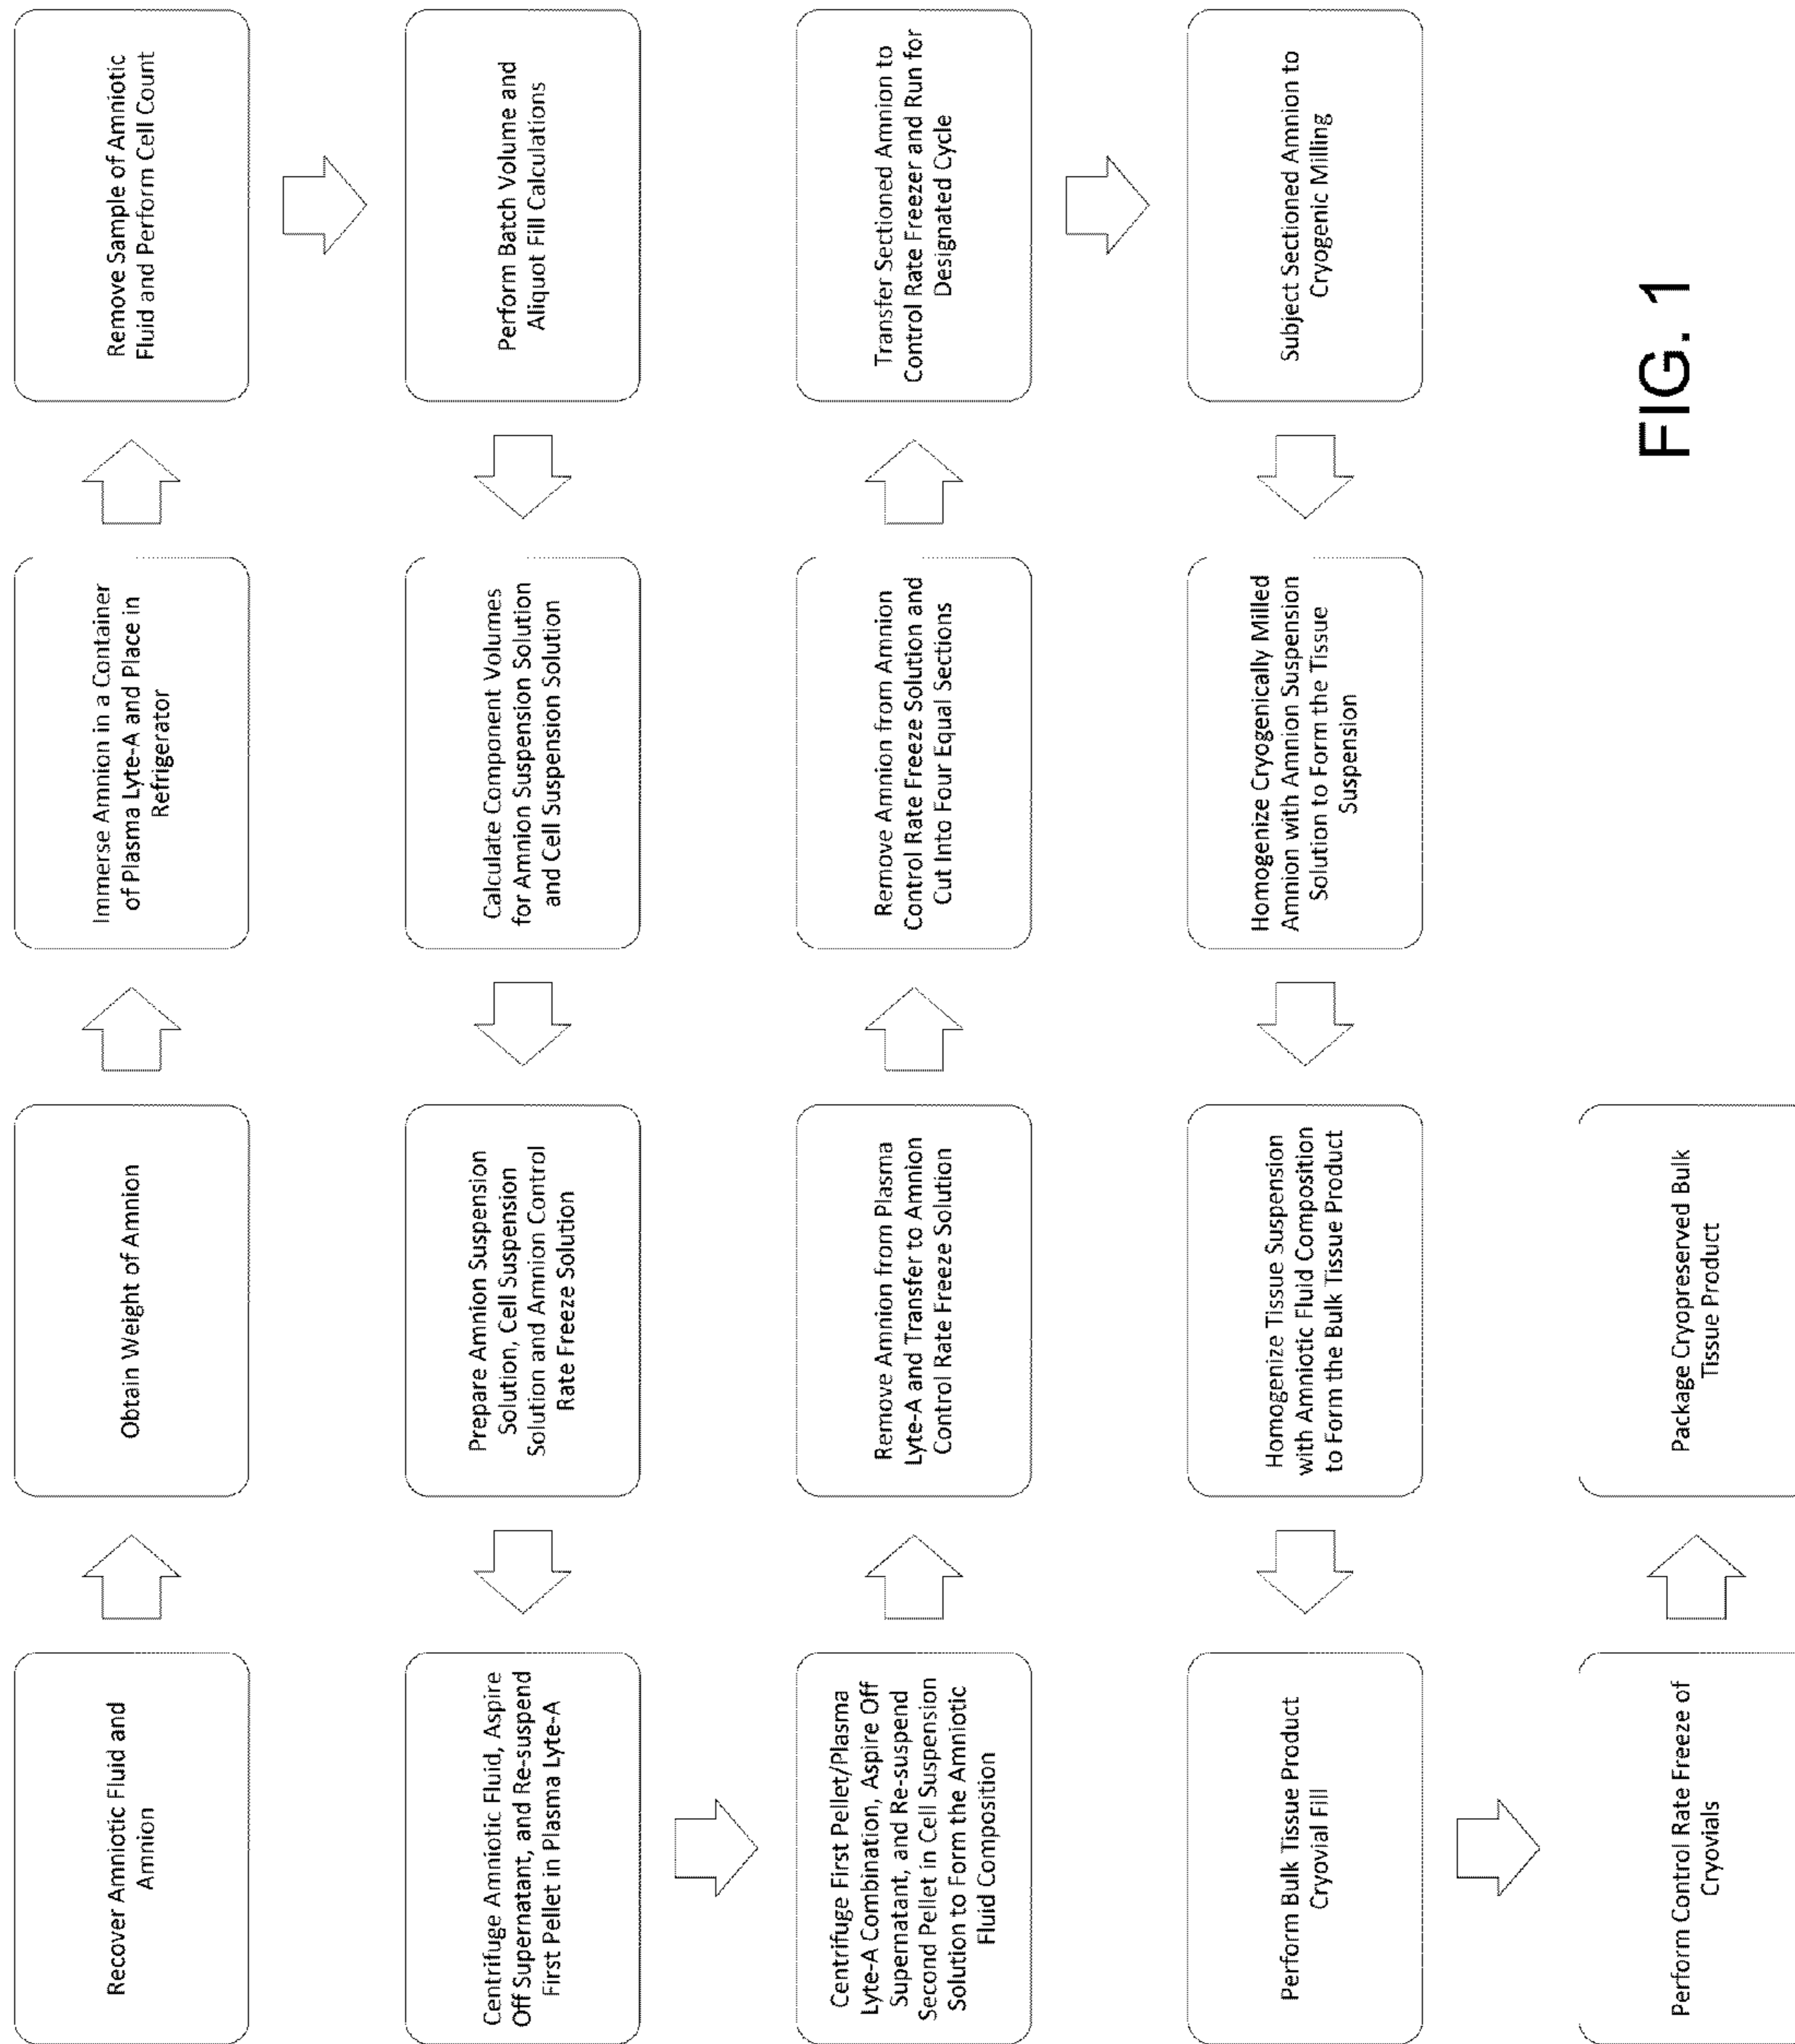 Recover Amniotic Fluid and
Amnion
Obtain Weight of Amnion
Immerse Amnion in a Container
of Plasma Lyte-A and Place in
Refrigerator
Remove Sample of Amniotic
Fluid and Perform Cell Count
Perform Batch Volume and
Aliquot Fill Calculations
Calculate Component Volumes
for Amnion Suspension Solution
and Cell Suspension Solution
Prepare Amnion Suspension
Solution, Cell Suspension
Solution and Amnion Control
Rate Freeze Solution
Centrifuge Amniotic Fluid, Aspire
Off Supernatant, and Re-suspend
First Pellet in Plasma Lyte-A
Centrifuge First Pellet/Plasma
Lyte-A Combination, Aspire Off
Supernatant, and Re-suspend
Second Pellet in Cell Suspension
Solution to Form the Amniotic
Fluid Composition
Remove Amnion from Plasma
Lyte-A and Transfer to Amnion
Control Rate Freeze Solution
Remove Amnion from Amnion
Control Rate Freeze Solution and
Cut Into Four Equal Sections
Transfer Sectioned Amnion to
Control Rate Freezer and Run for
Designated Cycle
Subject Sectioned Amnion to
Cryogenic Milling
Homogenize Cryogenically Milled
Amnion with Amnion Suspension
Solution to Form the Tissue
Suspension
Homogenize Tissue Suspension
with Amniotic Fluid Composition
to Form the Bulk Tissue Product
Perform Bulk Tissue Product
Cryovial Fill
Perform Control Rate Freeze of
Cryovials
Package Cryopreserved Bulk
Tissue Product
FIG. 1